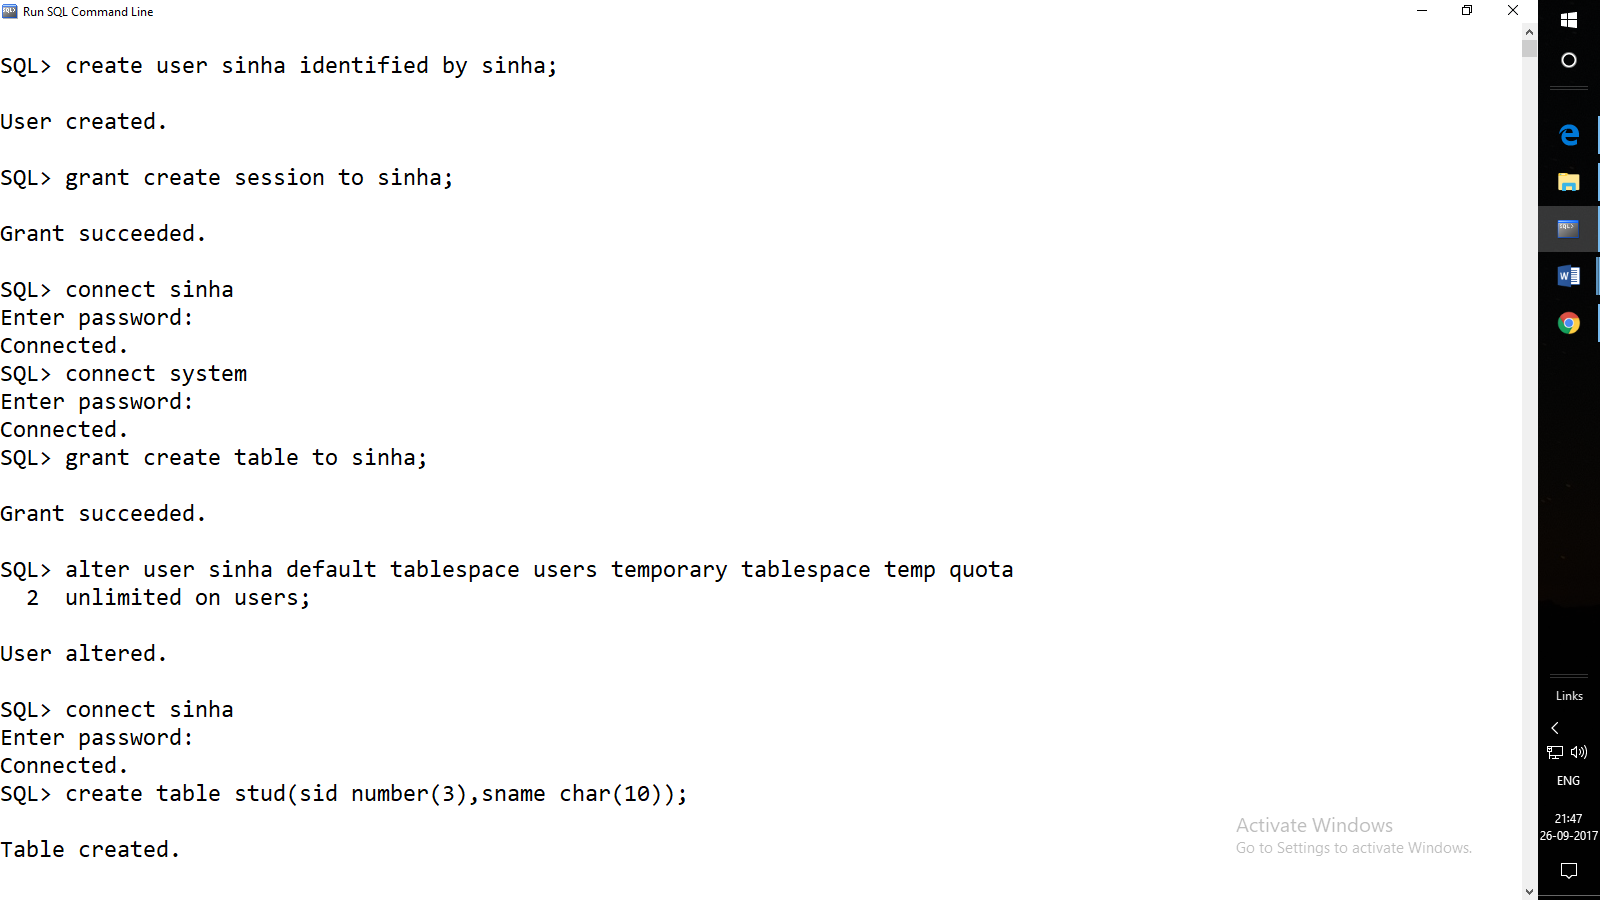 Run SQL Command Line
SQL> create user sinha identified by sinha;
User created.
SQL> grant create session to sinha;
Grant succeeded.
SQL> connect sinha
Enter password:
Connected.
SQL> connect system
Enter password:
Connected.
SQL> grant create table to sinha;
Grant succeeded.
SQL> alter user sinha default tablespace users temporary tablespace temp quota
  2  unlimited on users;
User altered.
SQL> connect sinha
Enter password:
Connected.
SQL> create table stud(sid number(3),sname char(10));
Table created.
Activate Windows
Go to Settings to activate Windows.
Links
ENG
21:47
26-09-2017